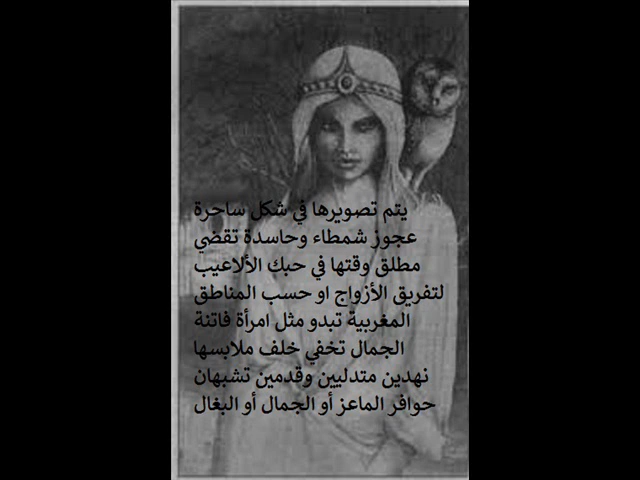 يتم تصويرها في شكل ساحرة
عجوز شمطاء وحاسدة تقضي
مطلق وقتها في حبك الألاعيب
لتفريق الأزواج او حسب المناطق
المغربية تبدو مثل امرأة فاتنة
الجمال تخفي خلف ملابسها
نهدين متدليين وقدمين تشبهان
حوافر الماعز أو الجمال أو البغال